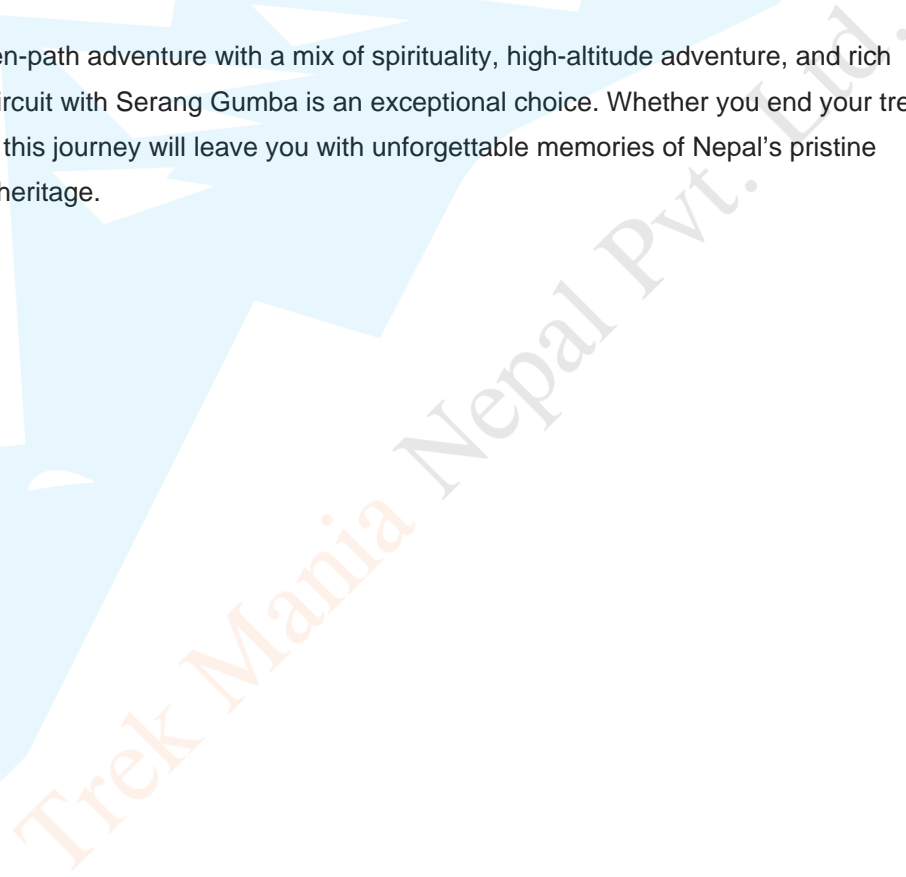 en-path adventure with a mix of spirituality, high-altitude adventure, and rich
ircuit with Serang Gumba is an exceptional choice. Whether you end your tre
this journey will leave you with unforgettable memories of Nepal’s pristine
heritage.
Trek Mania Nepal Pvt. Ltd.